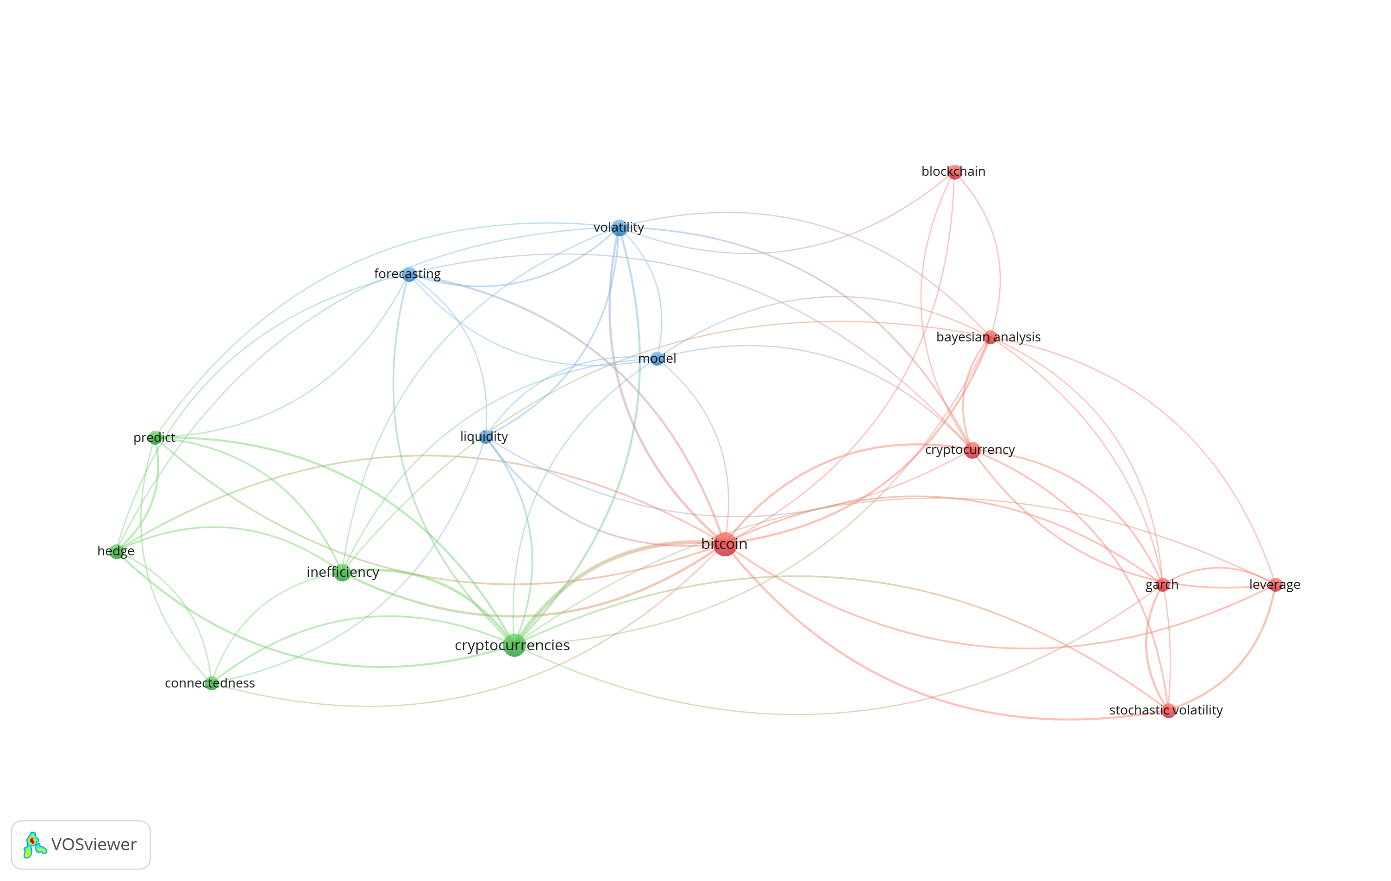 blockchain
volatility
forecasting
bayesian analysis
model
predict
liquidity
cryptocurrency
bitcoin
hedge
inefficiency
garch
leverage
cryptocurrencies
connectedness
stochastic volatility
VOSviewer